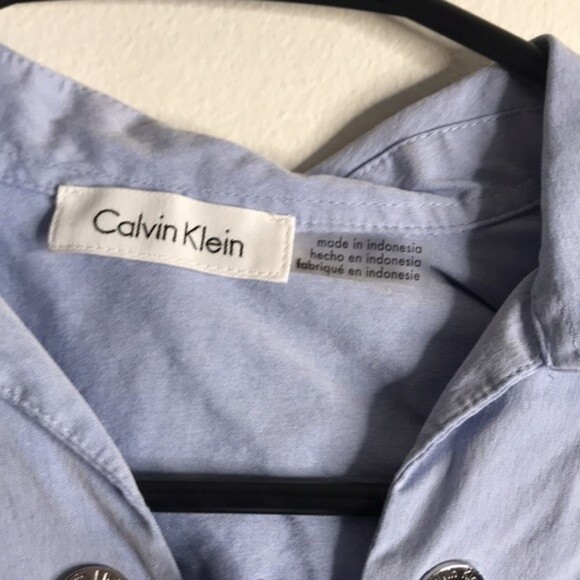 Calvin Klein
made in indonesia
hecho en indonesia
fabriqué en indonesie